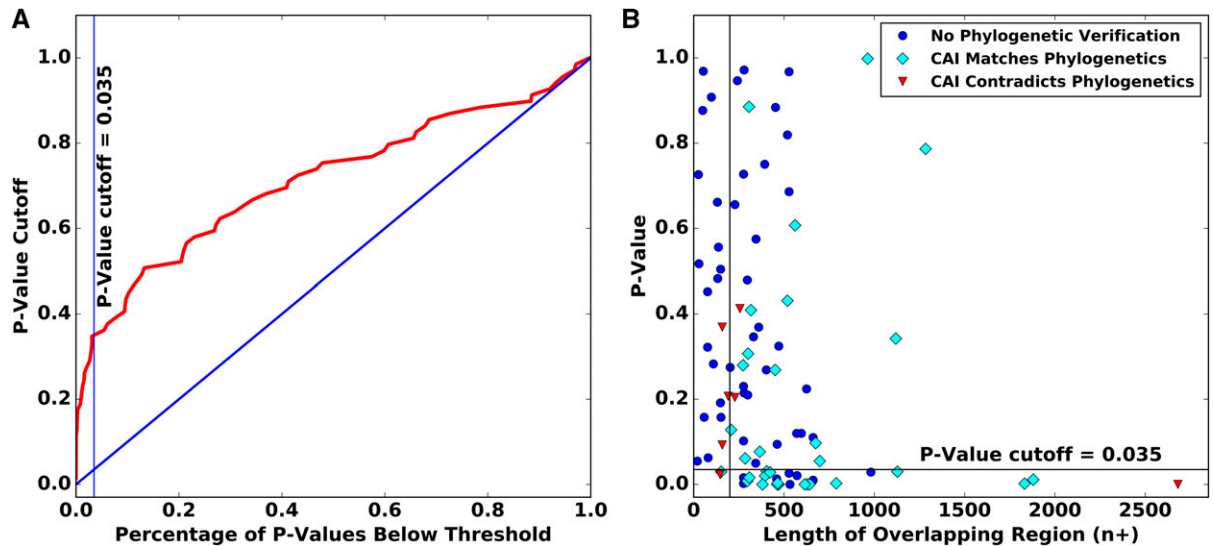 A
P-Value Cutoff
1.0
0.8
0.6
0.4
0.2
0.0
P-Value cutoff = 0.035
0.0 0.2 0.4 0.6 0.8 1.0
Percentage of P-Values Below Threshold
B
P-Value
1.0
0.8
0.6
0.4
0.2
0.0
No Phylogenetic Verification
CAI Matches Phylogenetics
CAI Contradicts Phylogenetics
P-Value cutoff = 0.035
0 500 1000 1500 2000 2500
Length of Overlapping Region (n+)